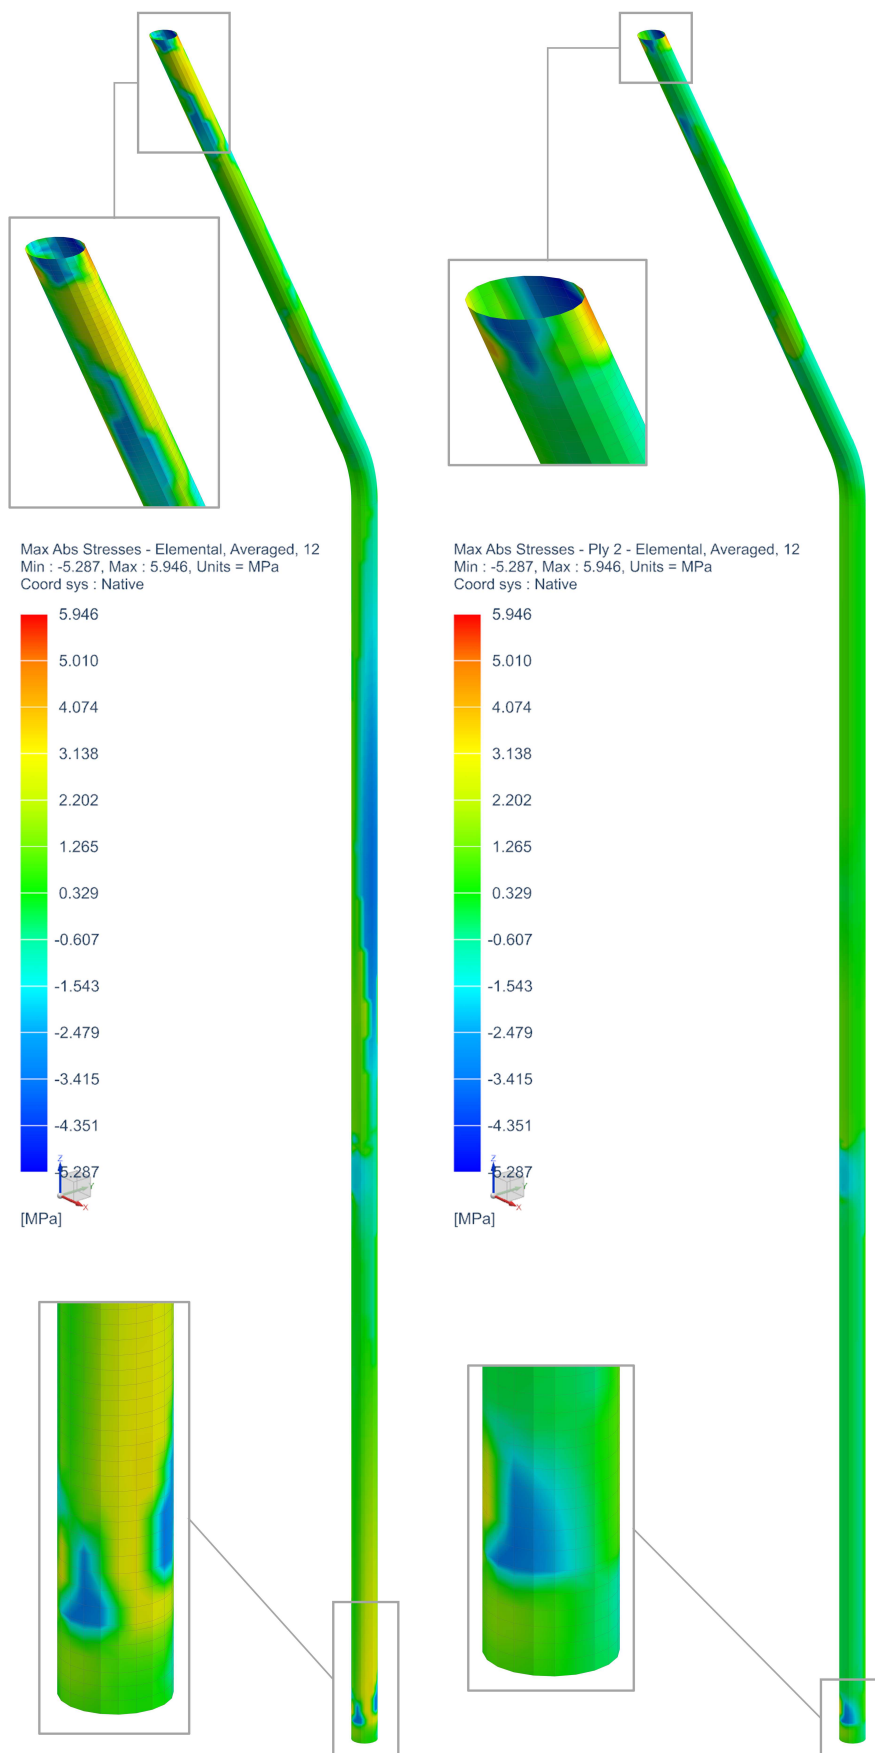 Max Abs Stresses - Elemental, Averaged, 12
Min : -5.287, Max : 5.946, Units = MPa
Coord sys : Native
5.946
5.010
4.074
3.138
2.202
1.265
0.329
-0.607
-1.543
-2.479
-3.415
-4.351
-5.287
Z
Y
X
[MPa]
Max Abs Stresses - Ply 2 - Elemental, Averaged, 12
Min : -5.287, Max : 5.946, Units = MPa
Coord sys : Native
5.946
5.010
4.074
3.138
2.202
1.265
0.329
-0.607
-1.543
-2.479
-3.415
-4.351
-5.287
Z
Y
X
[MPa]